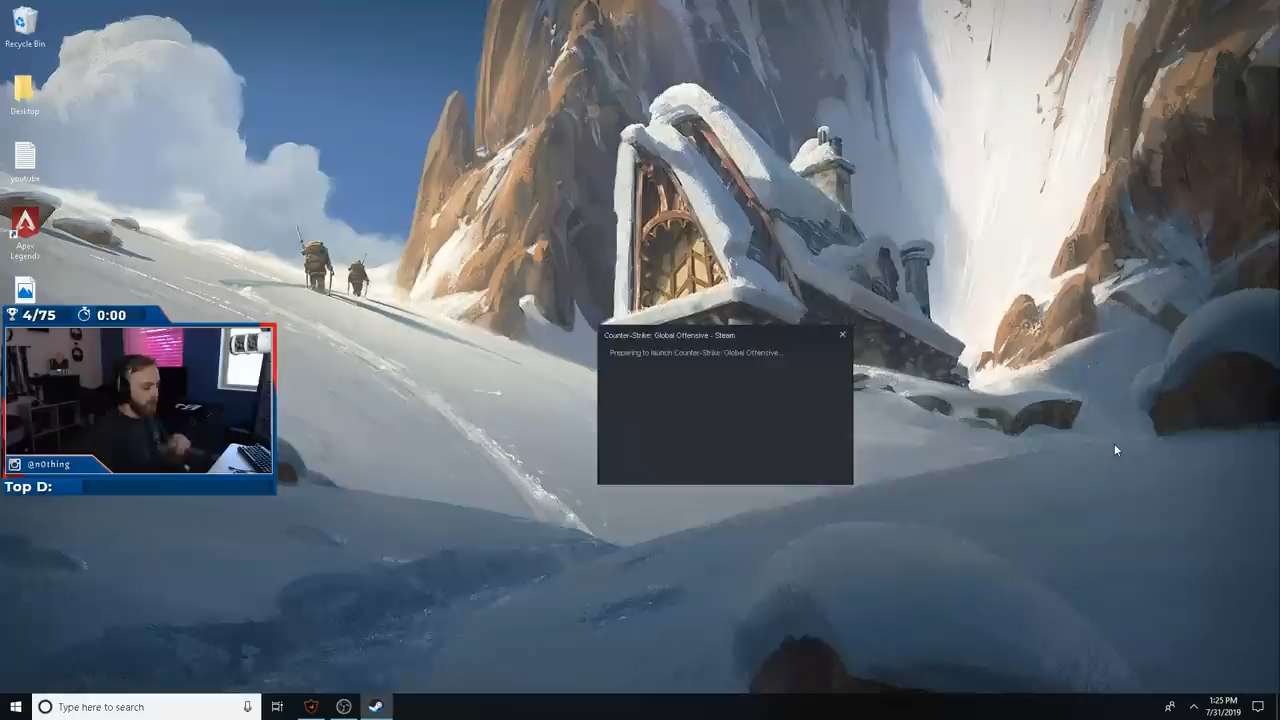 Recycle Bin
Desktop
youtube
Apex
Legends
4/75
0:00
@n0thing
Top D:
Counter-Strike: Global Offensive - Steam
Preparing to launch Counter-Strike: Global Offensive...
Type here to search
1:25 PM
7/31/2019